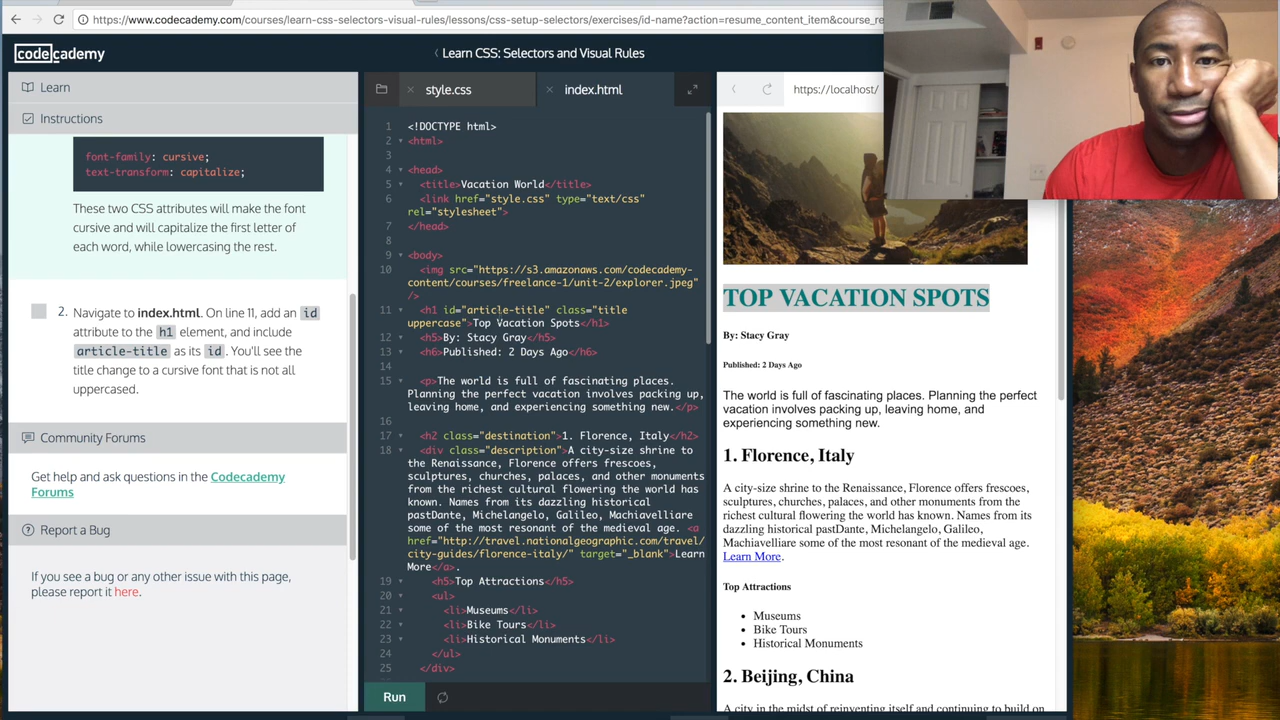 https://www.codecademy.com/courses/learn-css-selectors-visual-rules/lessons/css-setup-selectors/exercises/id-name?action=resume_content_item&course_re
codecademy
Learn CSS: Selectors and Visual Rules
Learn
Instructions
font-family: cursive;
text-transform: capitalize;
These two CSS attributes will make the font
cursive and will capitalize the first letter of
each word, while lowercasing the rest.
2. Navigate to index.html. On line 11, add an id
attribute to the h1 element, and include
article-title as its id. You'll see the
title change to a cursive font that is not all
uppercased.
Community Forums
Get help and ask questions in the Codecademy
Forums
Report a Bug
If you see a bug or any other issue with this page,
please report it here.
style.css
index.html
1 <!DOCTYPE html>
2 <html>
3
4 <head>
5 <title>Vacation World</title>
6 <link href="style.css" type="text/css"
rel="stylesheet">
7 </head>
8
9 <body>
10 <img src="https://s3.amazonaws.com/codecademy-
content/courses/freelance-1/unit-2/explorer.jpeg"
/>
11 <h1 id="article-title" class="title
uppercase">Top Vacation Spots</h1>
12 <h5>By: Stacy Gray</h5>
13 <h6>Published: 2 Days Ago</h6>
14
15 <p>The world is full of fascinating places.
Planning the perfect vacation involves packing up,
leaving home, and experiencing something new.</p>
16
17 <h2 class="destination">1. Florence, Italy</h2>
18 <div class="description">A city-size shrine to
the Renaissance, Florence offers frescoes,
sculptures, churches, palaces, and other monuments
from the richest cultural flowering the world has
known. Names from its dazzling historical
pastDante, Michelangelo, Galileo, Machiavelliare
some of the most resonant of the medieval age. <a
href="http://travel.nationalgeographic.com/travel/
city-guides/florence-italy/" target="_blank">Learn
More</a>.
19 <h5>Top Attractions</h5>
20 <ul>
21 <li>Museums</li>
22 <li>Bike Tours</li>
23 <li>Historical Monuments</li>
24 </ul>
25 </div>
Run
https://localhost/
TOP VACATION SPOTS
By: Stacy Gray
Published: 2 Days Ago
The world is full of fascinating places. Planning the perfect
vacation involves packing up, leaving home, and
experiencing something new.
1. Florence, Italy
A city-size shrine to the Renaissance, Florence offers frescoes,
sculptures, churches, palaces, and other monuments from the
richest cultural flowering the world has known. Names from its
dazzling historical pastDante, Michelangelo, Galileo,
Machiavelliare some of the most resonant of the medieval age.
Learn More.
Top Attractions
• Museums
• Bike Tours
• Historical Monuments
2. Beijing, China
A city in the midst of reinventing itself and continuing to build on